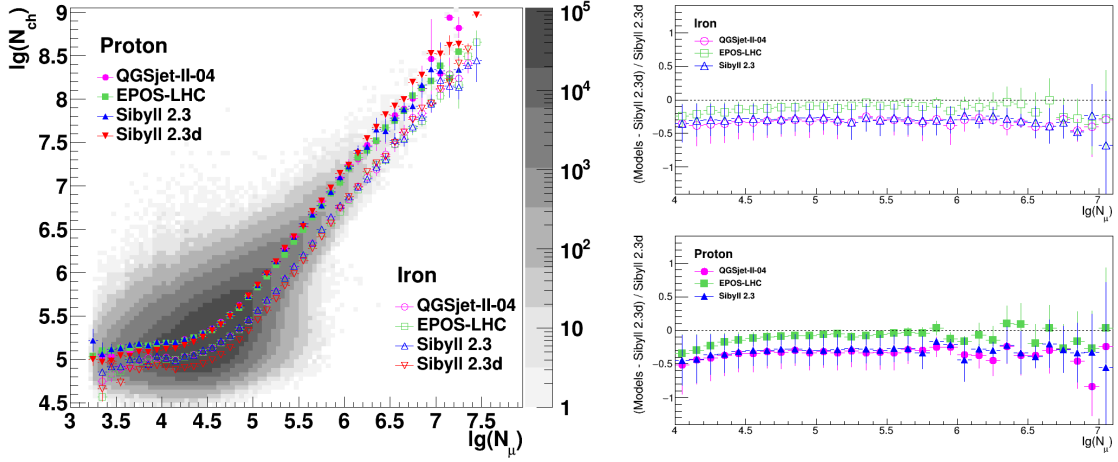 lg(N_ch)
9
8.5
8
7.5
7
6.5
6
5.5
5
4.5
Proton
QGSjet-II-04
EPOS-LHC
Sibyll 2.3
Sibyll 2.3d
Iron
QGSjet-II-04
EPOS-LHC
Sibyll 2.3
Sibyll 2.3d
3 3.5 4 4.5 5 5.5 6 6.5 7 7.5
lg(N_μ)
10^5
10^4
10^3
10^2
10
1
(Models - Sibyll 2.3d) / Sibyll 2.3d
1
0.5
0
−0.5
−1
Iron
QGSjet-II-04
EPOS-LHC
Sibyll 2.3
4 4.5 5 5.5 6 6.5 7
lg(N_μ)
(Models - Sibyll 2.3d) / Sibyll 2.3d
1
0.5
0
−0.5
−1
Proton
QGSjet-II-04
EPOS-LHC
Sibyll 2.3
4 4.5 5 5.5 6 6.5 7
lg(N_μ)